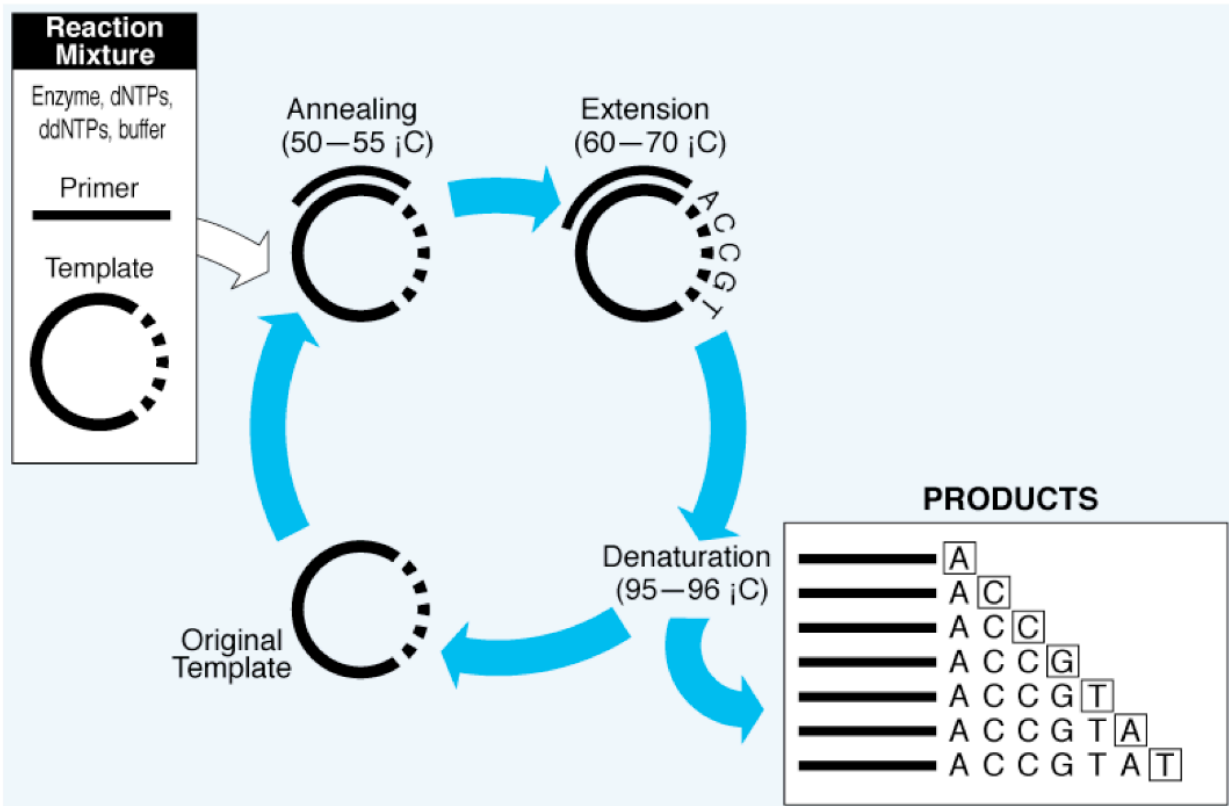 Reaction
Mixture
Enzyme, dNTPs,
ddNTPs, buffer
Primer
Template
Annealing
(50—55 ¡C)
Extension
(60—70 ¡C)
A
C
C
G
T
Denaturation
(95—96 ¡C)
Original
Template
PRODUCTS
A
A C
A C C
A C C G
A C C G T
A C C G T A
A C C G T A T